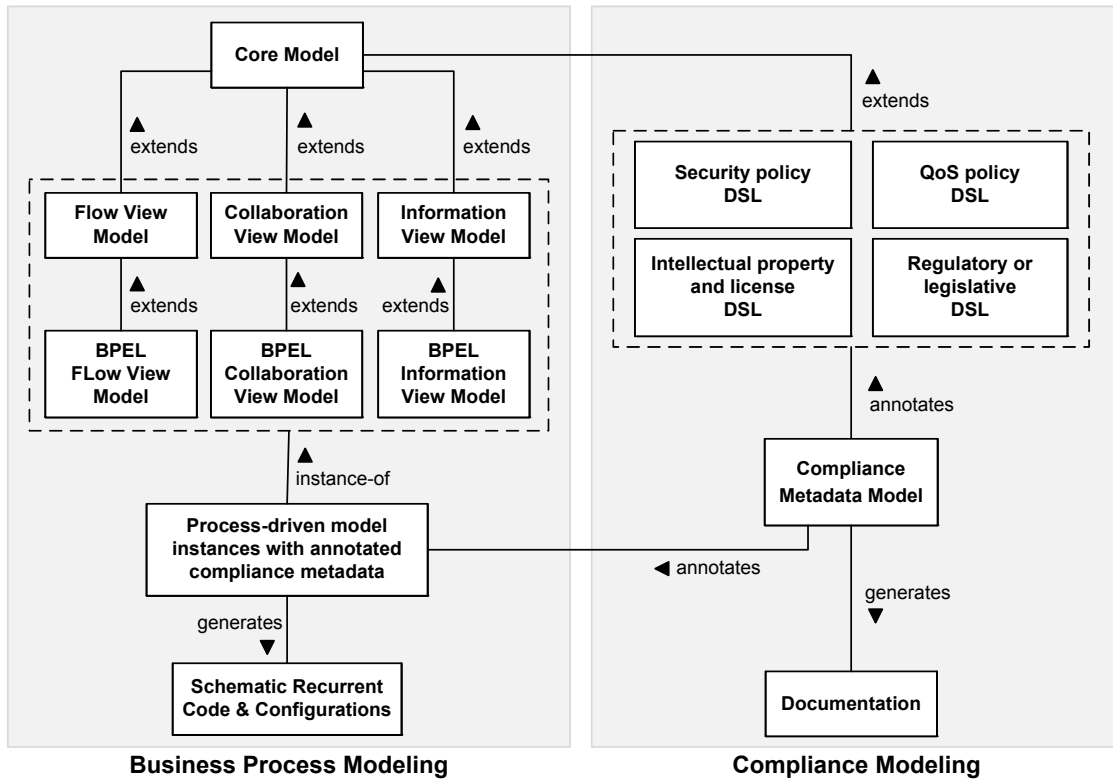 Core Model
▲
extends
▲
extends
▲
extends
▲
extends
Flow View
Model
Collaboration
View Model
Information
View Model
▲
extends
▲
extends
▲
extends
BPEL
FLow View
Model
BPEL
Collaboration
View Model
BPEL
Information
View Model
▲
instance-of
Process-driven model
instances with annotated
compliance metadata
generates
▼
Schematic Recurrent
Code & Configurations
Business Process Modeling
Security policy
DSL
QoS policy
DSL
Intellectual property
and license
DSL
Regulatory or
legislative
DSL
▲
annotates
Compliance
Metadata Model
◄ annotates
generates
▼
Documentation
Compliance Modeling